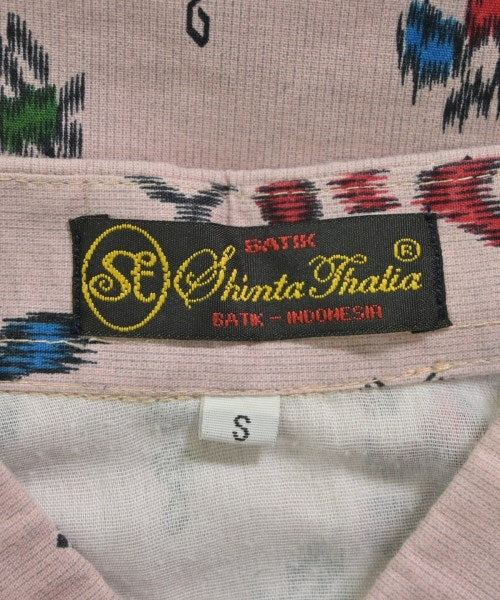 BATIK
St Shinta Thalia ®
BATIK - INDONESIA
S